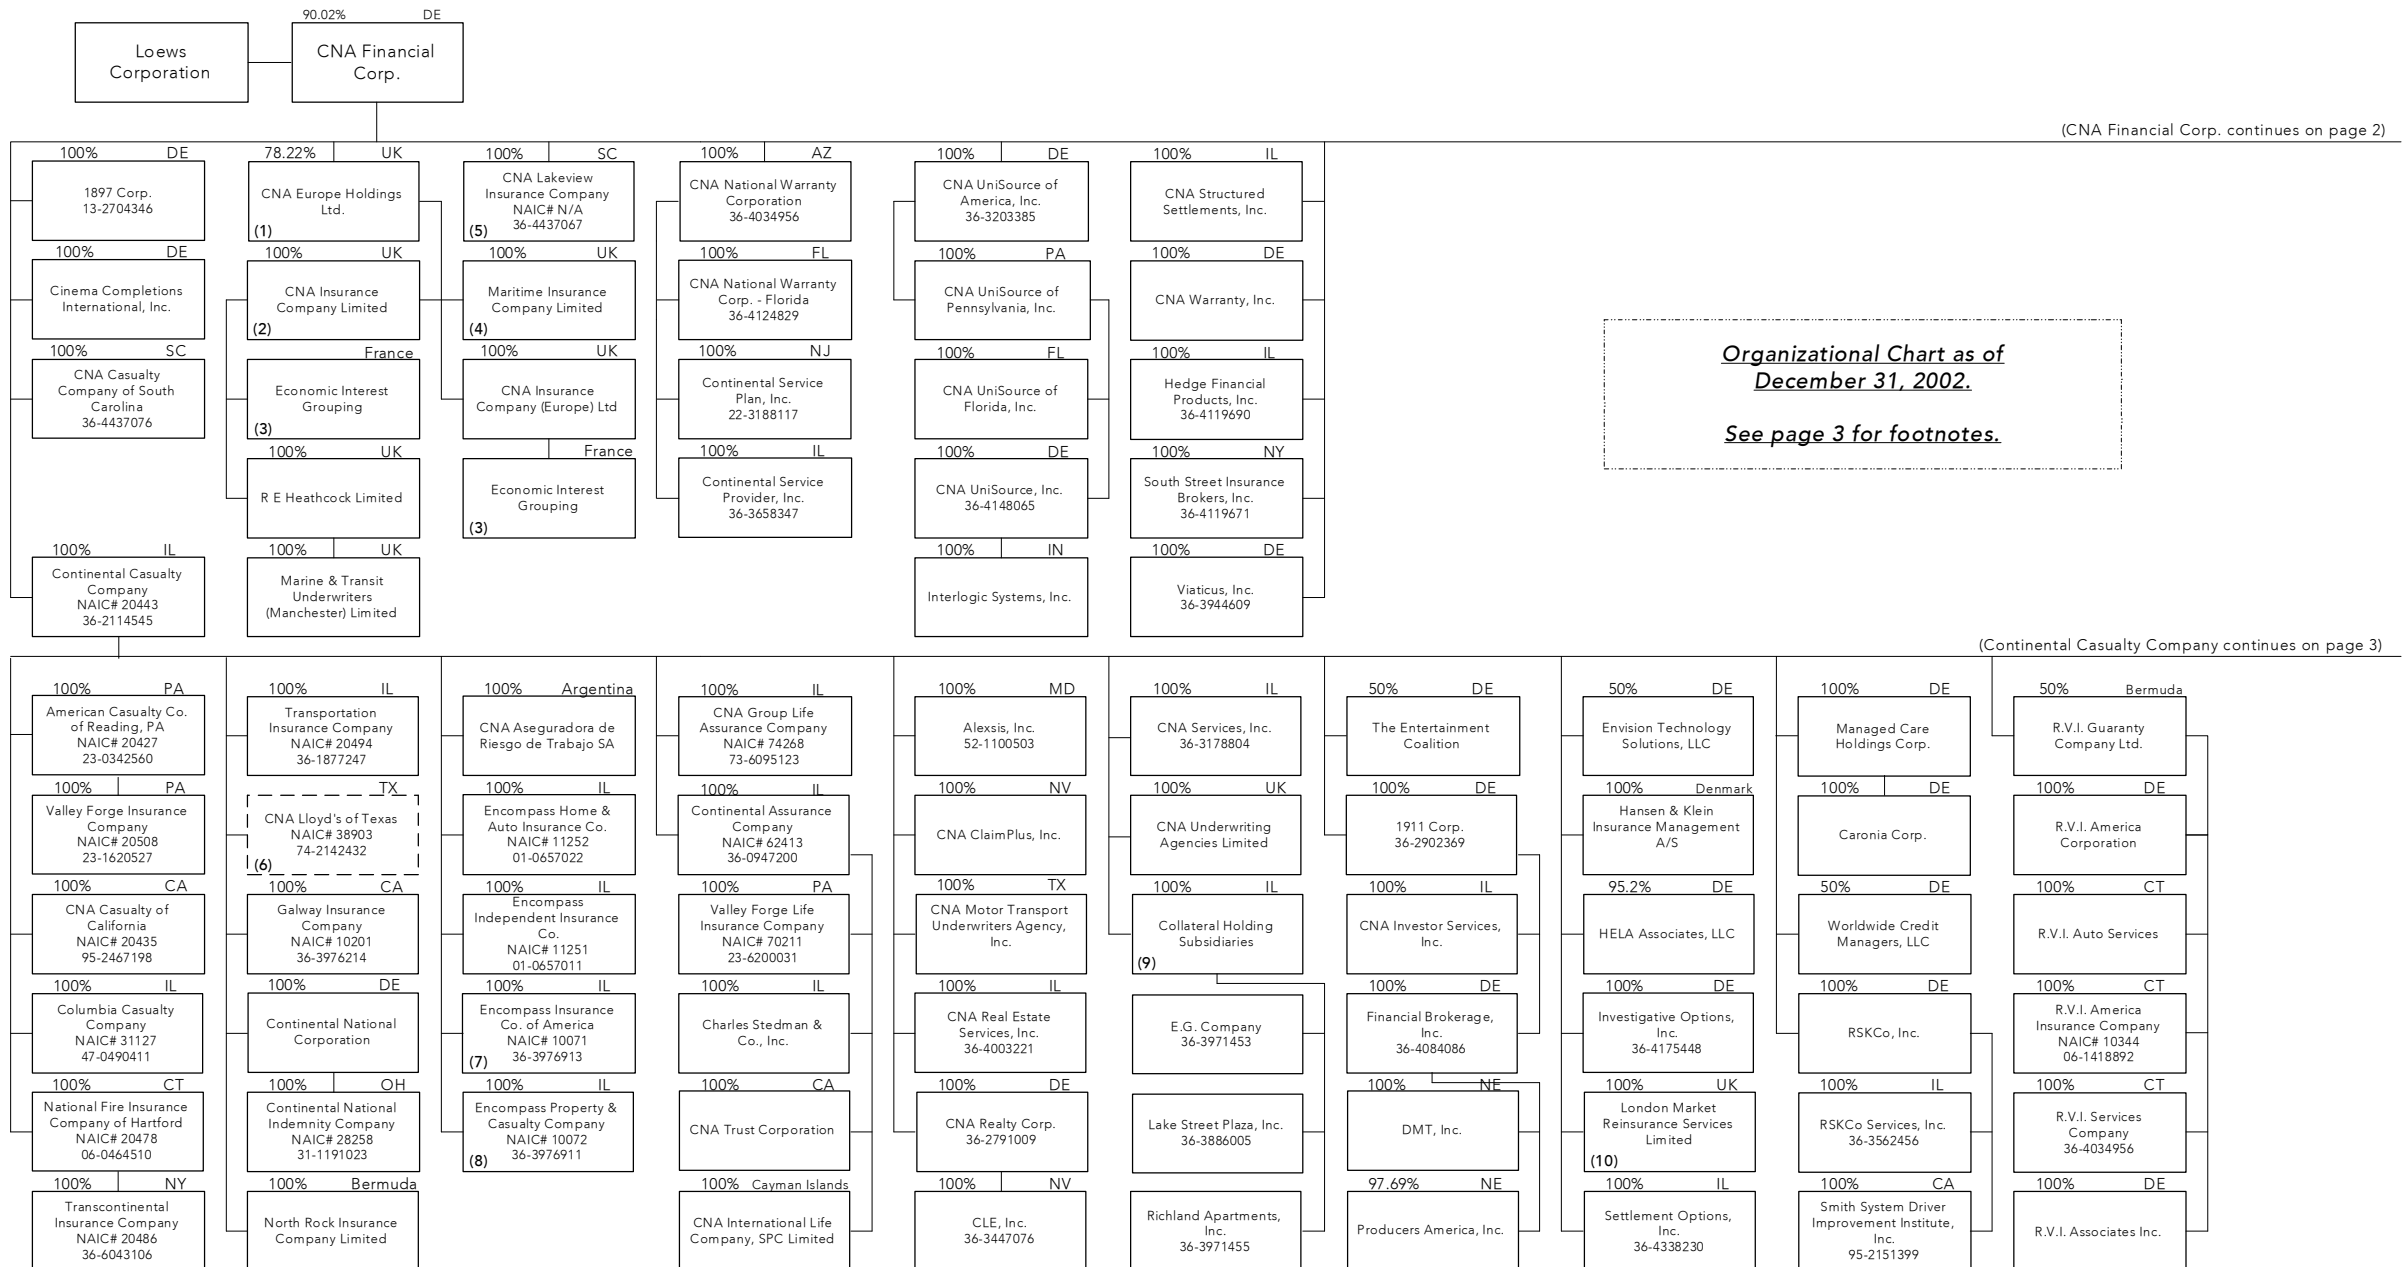 90.02% DE
Loews
Corporation
CNA Financial
Corp.
(CNA Financial Corp. continues on page 2)
100% DE
1897 Corp.
13-2704346
100% DE
Cinema Completions
International, Inc.
100% SC
CNA Casualty
Company of South
Carolina
36-4437076
100% IL
Continental Casualty
Company
NAIC# 20443
36-2114545
78.22% UK
CNA Europe Holdings
Ltd.
(1)
100% UK
CNA Insurance
Company Limited
(2)
France
Economic Interest
Grouping
(3)
100% UK
R E Heathcock Limited
100% UK
Marine & Transit
Underwriters
(Manchester) Limited
100% SC
CNA Lakeview
Insurance Company
NAIC# N/A
36-4437067
(5)
100% UK
Maritime Insurance
Company Limited
(4)
100% UK
CNA Insurance
Company (Europe) Ltd
France
Economic Interest
Grouping
(3)
100% AZ
CNA National Warranty
Corporation
36-4034956
100% FL
CNA National Warranty
Corp. - Florida
36-4124829
100% NJ
Continental Service
Plan, Inc.
22-3188117
100% IL
Continental Service
Provider, Inc.
36-3658347
100% DE
CNA UniSource of
America, Inc.
36-3203385
100% PA
CNA UniSource of
Pennsylvania, Inc.
100% FL
CNA UniSource of
Florida, Inc.
100% DE
CNA UniSource, Inc.
36-4148065
100% IN
Interlogic Systems, Inc.
100% IL
CNA Structured
Settlements, Inc.
100% DE
CNA Warranty, Inc.
100% IL
Hedge Financial
Products, Inc.
36-4119690
100% NY
South Street Insurance
Brokers, Inc.
36-4119671
100% DE
Viaticus, Inc.
36-3944609
Organizational Chart as of
December 31, 2002.
See page 3 for footnotes.
(Continental Casualty Company continues on page 3)
100% PA
American Casualty Co.
of Reading, PA
NAIC# 20427
23-0342560
100% PA
Valley Forge Insurance
Company
NAIC# 20508
23-1620527
100% CA
CNA Casualty of
California
NAIC# 20435
95-2467198
100% IL
Columbia Casualty
Company
NAIC# 31127
47-0490411
100% CT
National Fire Insurance
Company of Hartford
NAIC# 20478
06-0464510
100% NY
Transcontinental
Insurance Company
NAIC# 20486
36-6043106
100% IL
Transportation
Insurance Company
NAIC# 20494
36-1877247
TX
CNA Lloyd's of Texas
NAIC# 38903
74-2142432
(6)
100% CA
Galway Insurance
Company
NAIC# 10201
36-3976214
100% DE
Continental National
Corporation
100% OH
Continental National
Indemnity Company
NAIC# 28258
31-1191023
100% Bermuda
North Rock Insurance
Company Limited
100% Argentina
CNA Aseguradora de
Riesgo de Trabajo SA
100% IL
Encompass Home &
Auto Insurance Co.
NAIC# 11252
01-0657022
100% IL
Encompass
Independent Insurance
Co.
NAIC# 11251
01-0657011
100% IL
Encompass Insurance
Co. of America
NAIC# 10071
36-3976913
(7)
100% IL
Encompass Property &
Casualty Company
NAIC# 10072
36-3976911
(8)
100% IL
CNA Group Life
Assurance Company
NAIC# 74268
73-6095123
100% IL
Continental Assurance
Company
NAIC# 62413
36-0947200
100% PA
Valley Forge Life
Insurance Company
NAIC# 70211
23-6200031
100% IL
Charles Stedman &
Co., Inc.
100% CA
CNA Trust Corporation
100% Cayman Islands
CNA International Life
Company, SPC Limited
100% MD
Alexsis, Inc.
52-1100503
100% NV
CNA ClaimPlus, Inc.
100% TX
CNA Motor Transport
Underwriters Agency,
Inc.
100% IL
CNA Real Estate
Services, Inc.
36-4003221
100% DE
CNA Realty Corp.
36-2791009
100% NV
CLE, Inc.
36-3447076
100% IL
CNA Services, Inc.
36-3178804
100% UK
CNA Underwriting
Agencies Limited
100% IL
Collateral Holding
Subsidiaries
(9)
E.G. Company
36-3971453
Lake Street Plaza, Inc.
36-3886005
Richland Apartments,
Inc.
36-3971455
50% DE
The Entertainment
Coalition
100% DE
1911 Corp.
36-2902369
100% IL
CNA Investor Services,
Inc.
100% DE
Financial Brokerage,
Inc.
36-4084086
100% NE
DMT, Inc.
97.69% NE
Producers America, Inc.
50% DE
Envision Technology
Solutions, LLC
100% Denmark
Hansen & Klein
Insurance Management
A/S
95.2% DE
HELA Associates, LLC
100% DE
Investigative Options,
Inc.
36-4175448
100% UK
London Market
Reinsurance Services
Limited
(10)
100% IL
Settlement Options,
Inc.
36-4338230
100% DE
Managed Care
Holdings Corp.
100% DE
Caronia Corp.
50% DE
Worldwide Credit
Managers, LLC
100% DE
RSKCo, Inc.
100% IL
RSKCo Services, Inc.
36-3562456
100% CA
Smith System Driver
Improvement Institute,
Inc.
95-2151399
50% Bermuda
R.V.I. Guaranty
Company Ltd.
100% DE
R.V.I. America
Corporation
100% CT
R.V.I. Auto Services
100% CT
R.V.I. America
Insurance Company
NAIC# 10344
06-1418892
100% CT
R.V.I. Services
Company
36-4034956
100% DE
R.V.I. Associates Inc.